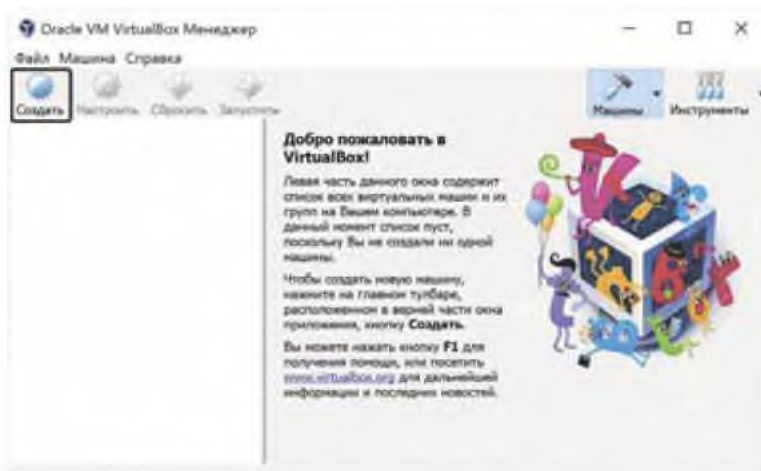 Oracle VM VirtualBox Менеджер
Файл Машина Справка
Создать Настроить Сбросить Запустить Машины Инструменты
Добро пожаловать в
VirtualBox!
Левая часть данного окна содержит
список всех виртуальных машин и их
групп на Вашем компьютере. В
данный момент список пуст,
поскольку Вы не создали ни одной
машины.
Чтобы создать новую машину,
нажмите на главном тулбаре,
расположенном в верхней части окна
приложения, кнопку Создать.
Вы можете нажать кнопку F1 для
получения помощи, или посетить
www.virtualbox.org для дальнейшей
информации и последних новостей.